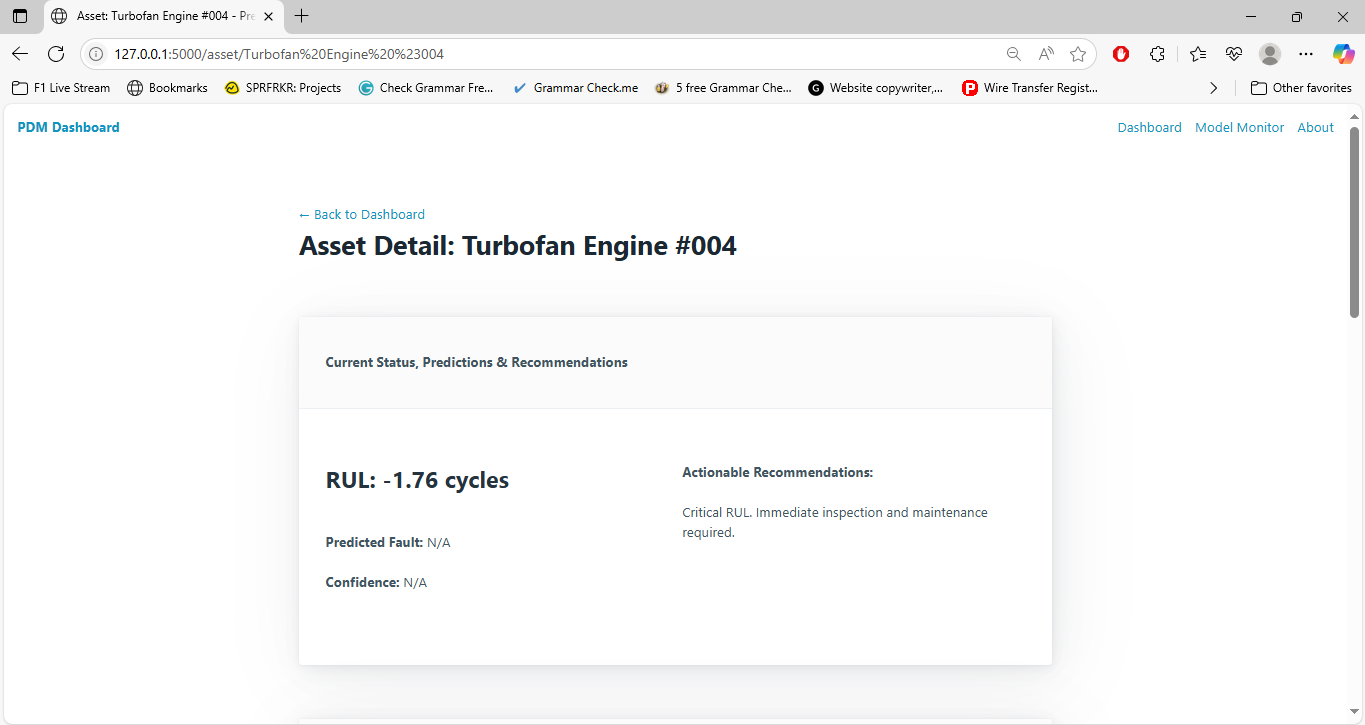 Asset: Turbofan Engine #004 - Pre
127.0.0.1:5000/asset/Turbofan%20Engine%20%23004
F1 Live Stream Bookmarks SPRFRKR: Projects Check Grammar Fre... Grammar Check.me 5 free Grammar Che... Website copywriter,... Wire Transfer Regist... Other favorites
PDM Dashboard Dashboard Model Monitor About
← Back to Dashboard
Asset Detail: Turbofan Engine #004
Current Status, Predictions & Recommendations
RUL: -1.76 cycles
Predicted Fault: N/A
Confidence: N/A
Actionable Recommendations:
Critical RUL. Immediate inspection and maintenance
required.